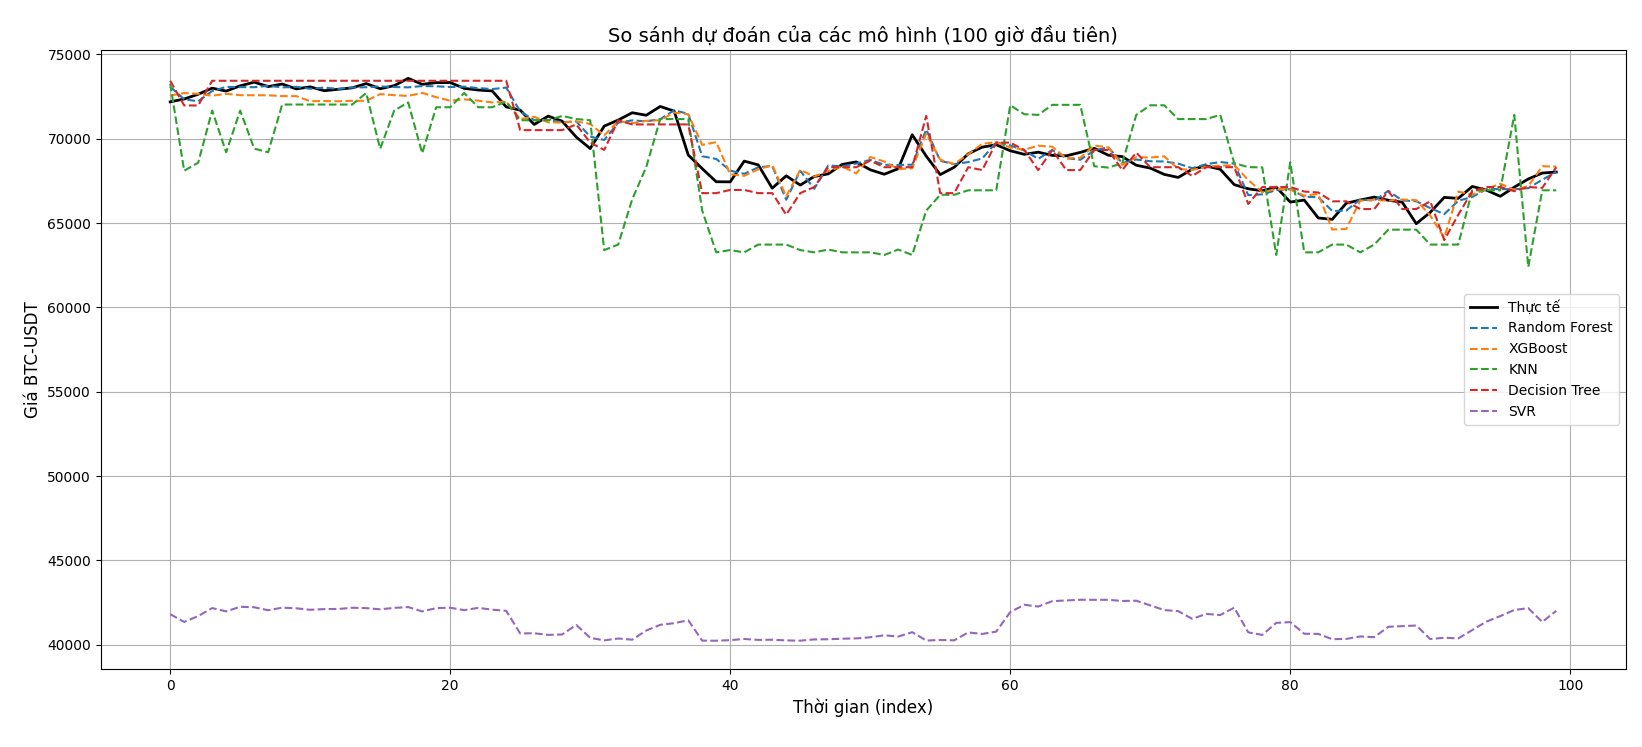 So sánh dự đoán của các mô hình (100 giờ đầu tiên)
Giá BTC-USDT
75000
70000
65000
60000
55000
50000
45000
40000
0
20
40
60
80
100
Thời gian (index)
Thực tế
Random Forest
XGBoost
KNN
Decision Tree
SVR